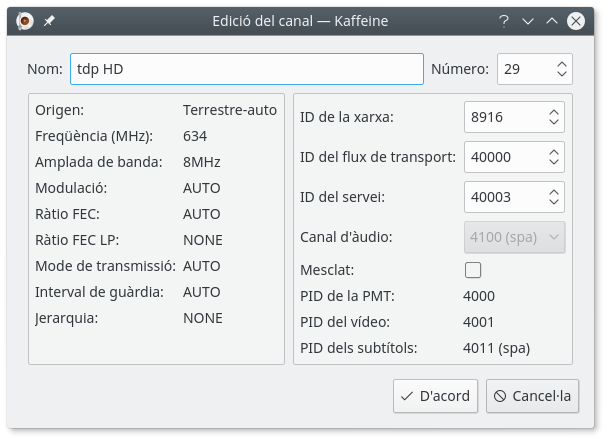 Edició del canal — Kaffeine
Nom: tdp HD Número: 29
Origen: Terrestre-auto
Freqüència (MHz): 634
Amplada de banda: 8MHz
Modulació: AUTO
Ràtio FEC: AUTO
Ràtio FEC LP: NONE
Mode de transmissió: AUTO
Interval de guàrdia: AUTO
Jerarquia: NONE
ID de la xarxa: 8916
ID del flux de transport: 40000
ID del servei: 40003
Canal d'àudio: 4100 (spa)
Mesclat:
PID de la PMT: 4000
PID del vídeo: 4001
PID dels subtítols: 4011 (spa)
D'acord Cancel·la